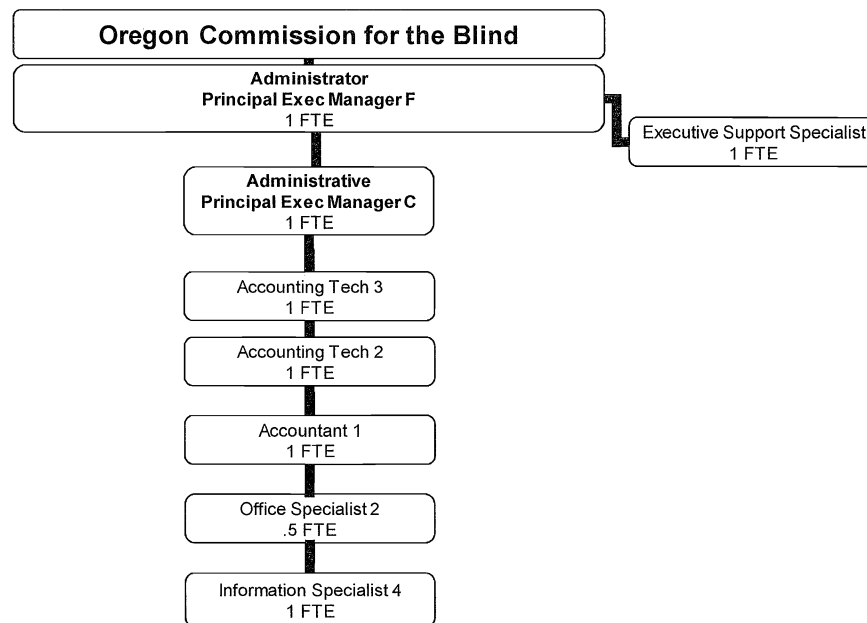 Oregon Commission for the Blind
Administrator
Principal Exec Manager F
1 FTE
Executive Support Specialist
1 FTE
Administrative
Principal Exec Manager C
1 FTE
Accounting Tech 3
1 FTE
Accounting Tech 2
1 FTE
Accountant 1
1 FTE
Office Specialist 2
.5 FTE
Information Specialist 4
1 FTE